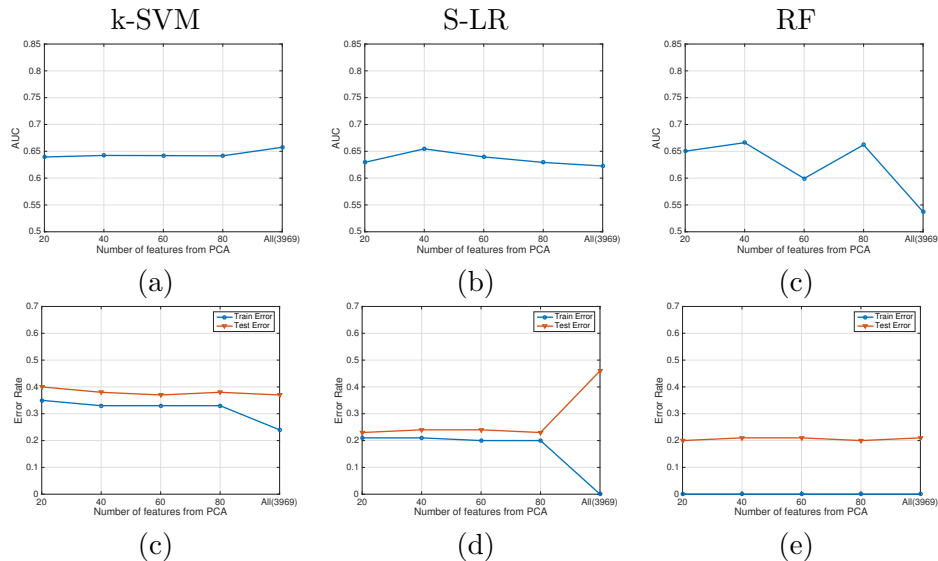 k-SVM
S-LR
RF
AUC
0.85
0.8
0.75
0.7
0.65
0.6
0.55
0.5
20
40
60
80
All(3969)
Number of features from PCA
(a)
AUC
0.85
0.8
0.75
0.7
0.65
0.6
0.55
0.5
20
40
60
80
All(3969)
Number of features from PCA
(b)
AUC
0.85
0.8
0.75
0.7
0.65
0.6
0.55
0.5
20
40
60
80
All(3969)
Number of features from PCA
(c)
Error Rate
0.7
0.6
0.5
0.4
0.3
0.2
0.1
0
Train Error
Test Error
20
40
60
80
All(3969)
Number of features from PCA
(c)
Error Rate
0.7
0.6
0.5
0.4
0.3
0.2
0.1
0
Train Error
Test Error
20
40
60
80
All(3969)
Number of features from PCA
(d)
Error Rate
0.7
0.6
0.5
0.4
0.3
0.2
0.1
0
Train Error
Test Error
20
40
60
80
All(3969)
Number of features from PCA
(e)